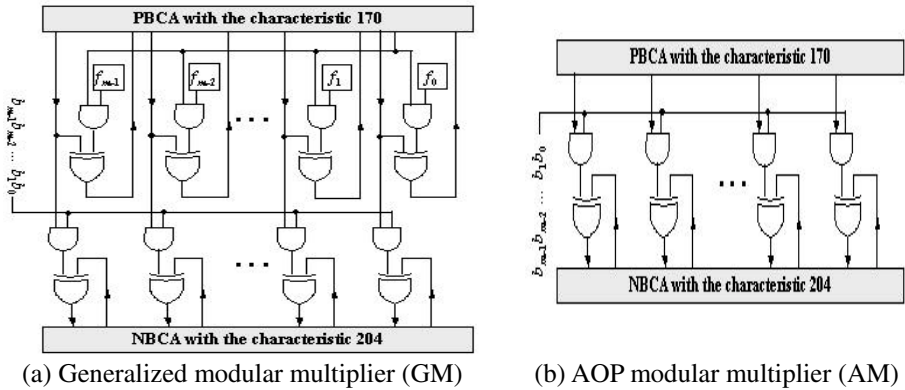 PBCA with the characteristic 170
f_{m-1} f_{m-2} f_1 f_0
b_{m-1}b_{m-2} ... b_1b_0
NBCA with the characteristic 204
(a) Generalized modular multiplier (GM)
PBCA with the characteristic 170
b_{m-1}b_{m-2} ... b_1b_0
NBCA with the characteristic 204
(b) AOP modular multiplier (AM)